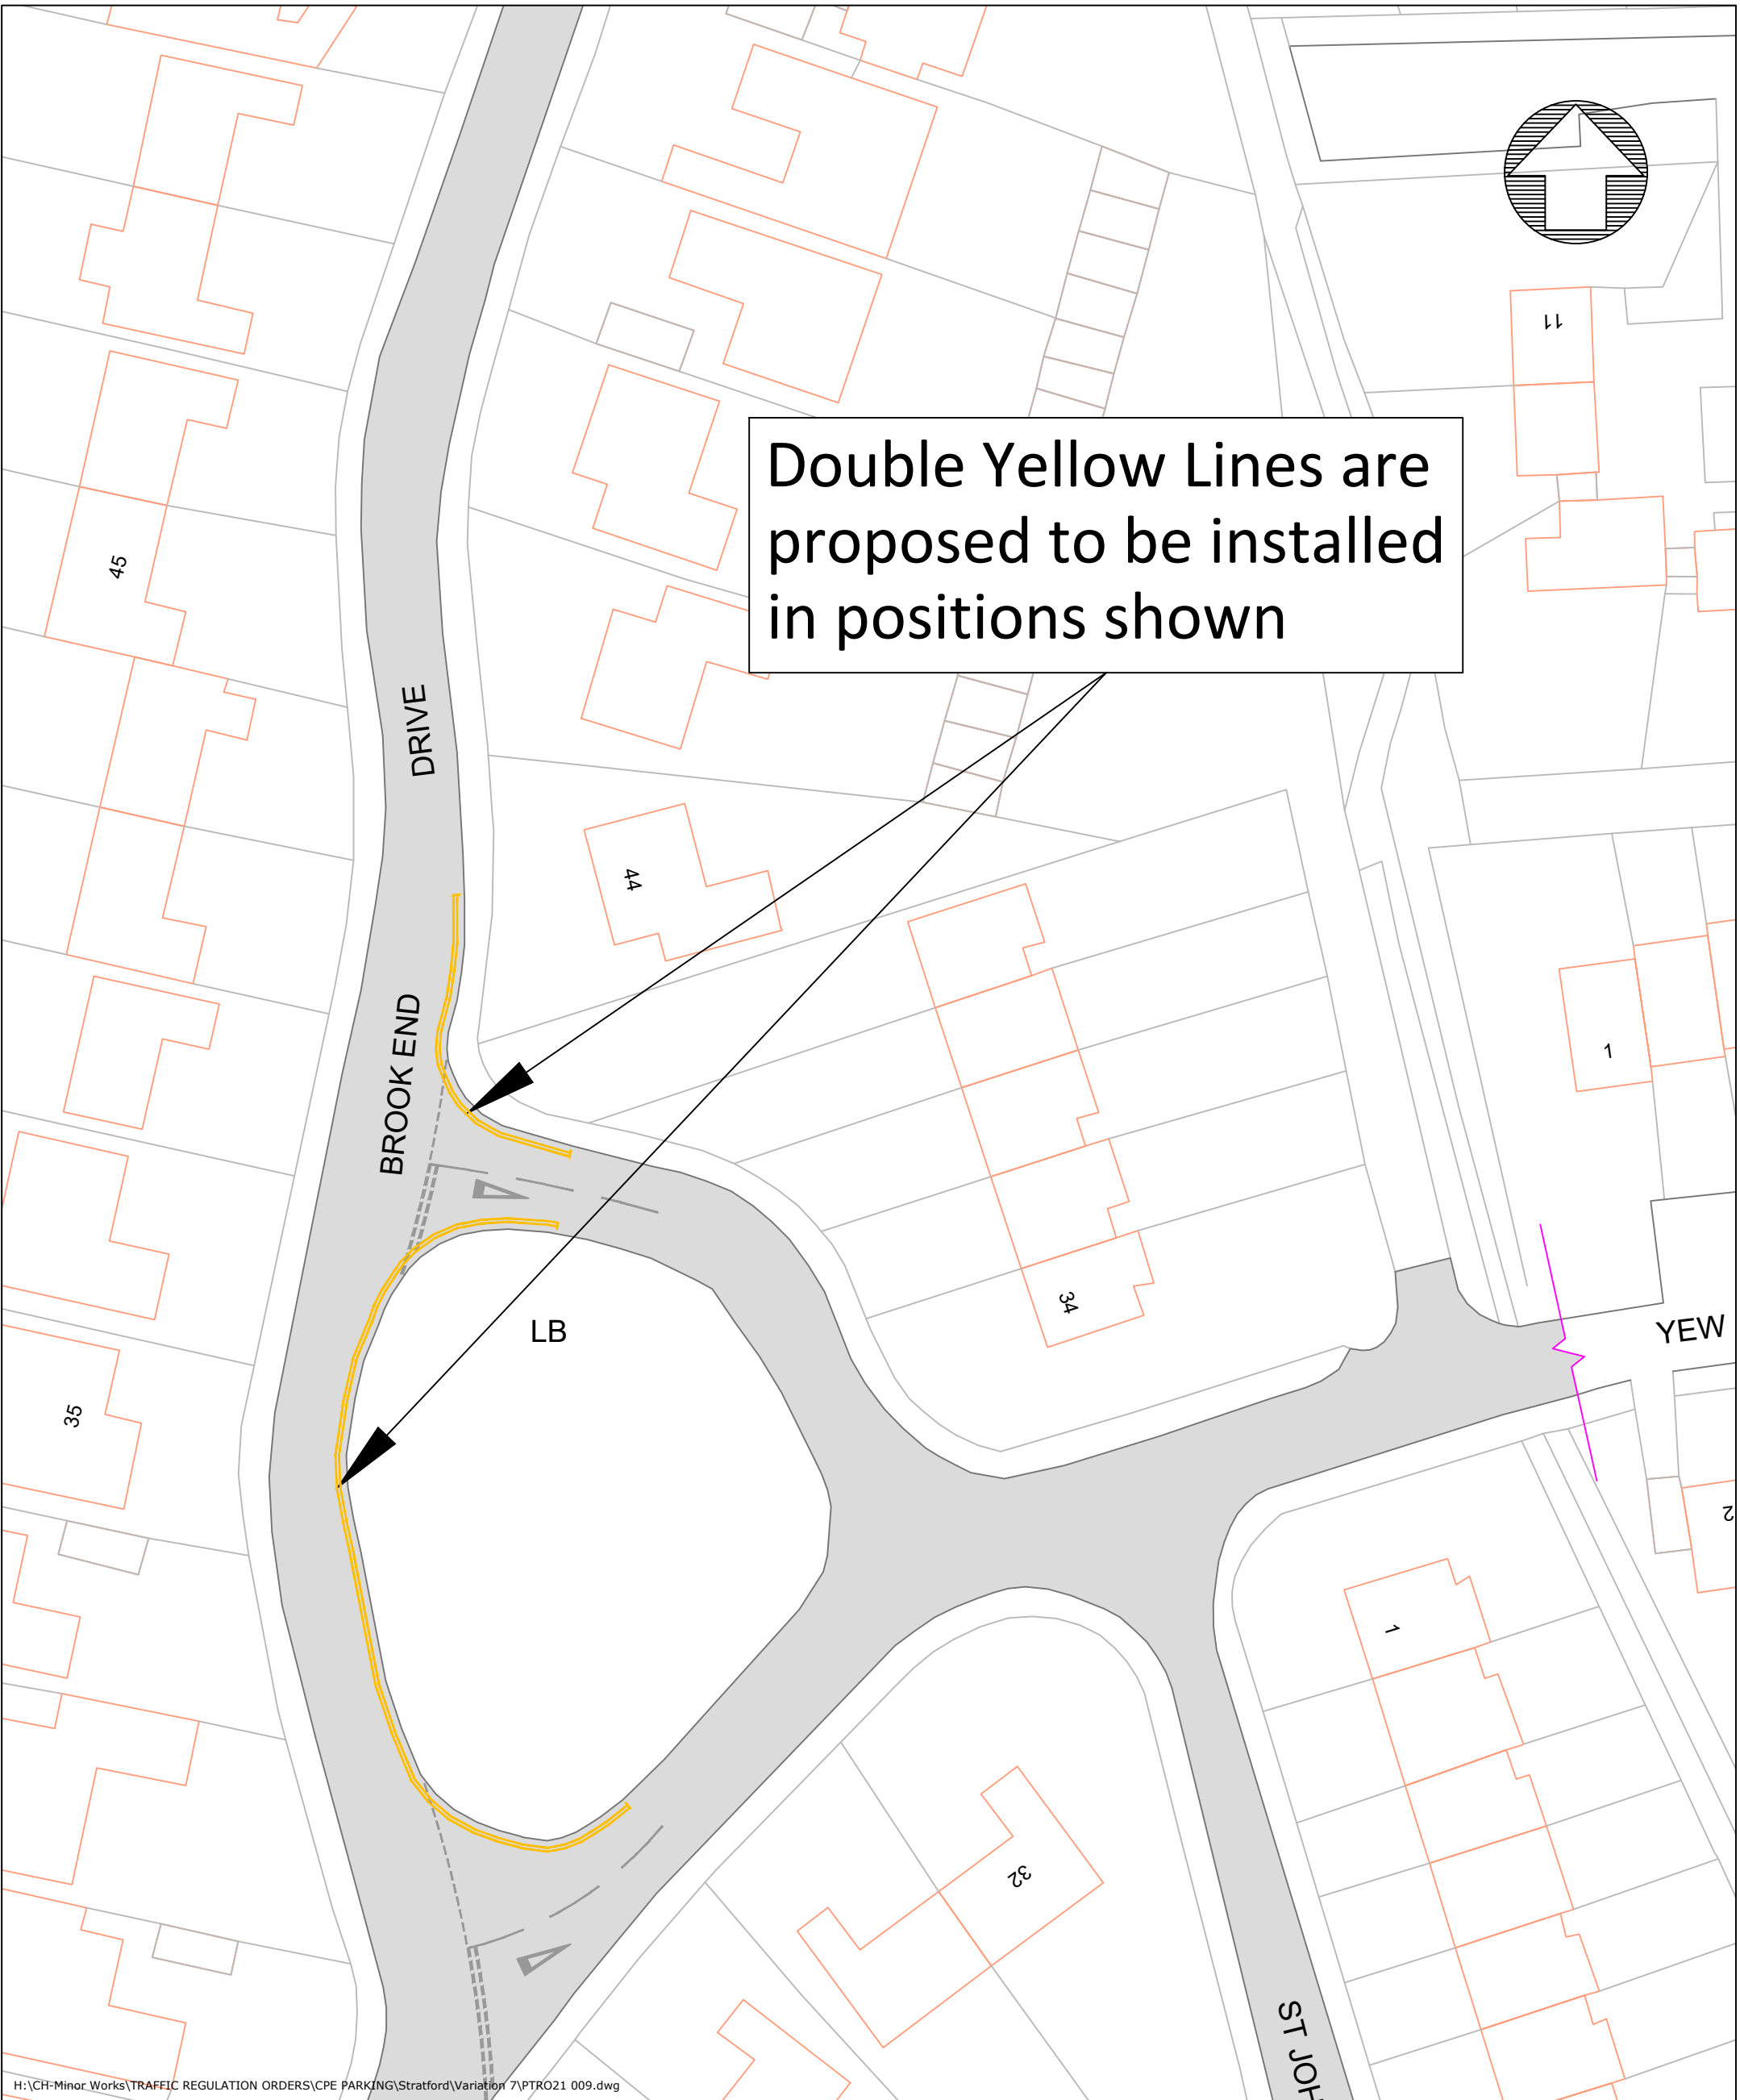 11
Double Yellow Lines are
proposed to be installed
in positions shown
45
DRIVE
44
BROOK END
1
34
LB
YEW
35
2
1
32
ST JOH
H:\CH-Minor Works\TRAFFIC REGULATION ORDERS\CPE PARKING\Stratford\Variation 7\PTRO21 009.dwg